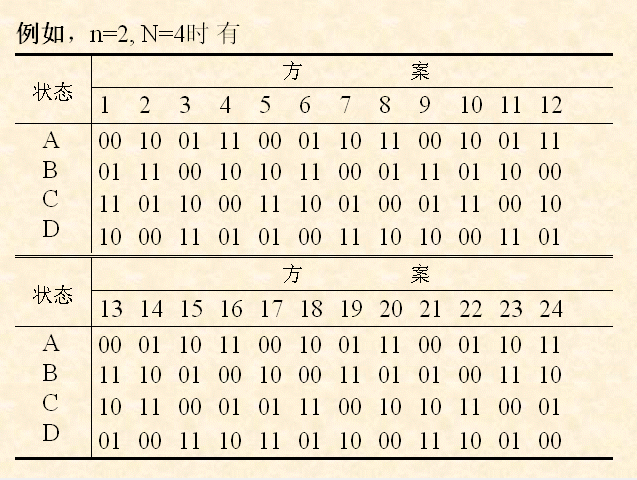 例如，n=2, N=4时 有
状态 方 案
1 2 3 4 5 6 7 8 9 10 11 12
A 00 10 01 11 00 01 10 11 00 10 01 11
B 01 11 00 10 10 11 00 01 11 01 10 00
C 11 01 10 00 11 10 01 00 01 11 00 10
D 10 00 11 01 01 00 11 10 10 00 11 01
状态 方 案
13 14 15 16 17 18 19 20 21 22 23 24
A 00 01 10 11 00 10 01 11 00 01 10 11
B 11 10 01 00 10 00 11 01 01 00 11 10
C 10 11 00 01 01 11 00 10 10 11 00 01
D 01 00 11 10 11 01 10 00 11 10 01 00